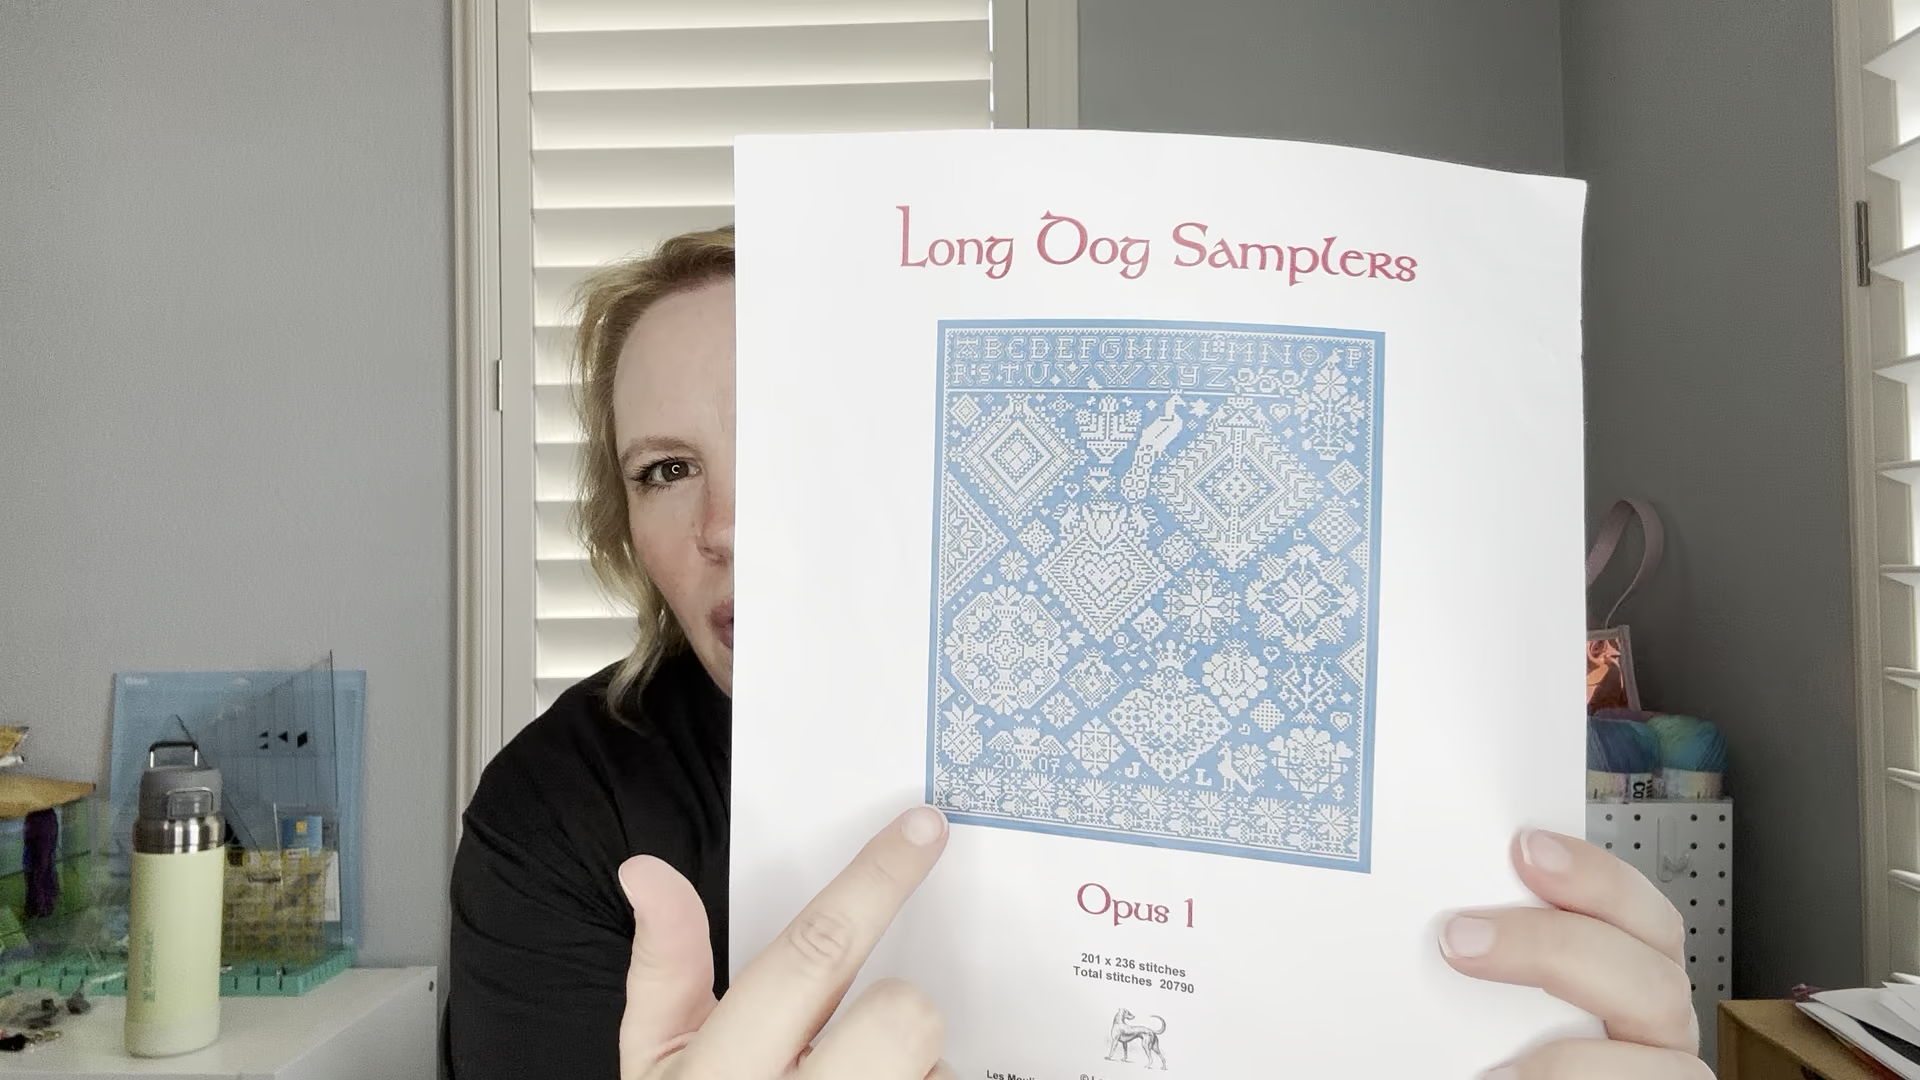 Long Dog Samplers
ABCDEFGHIKLMNOP
RSTUVWXYZ
20 07
J L
Opus 1
201 x 236 stitches
Total stitches 20790